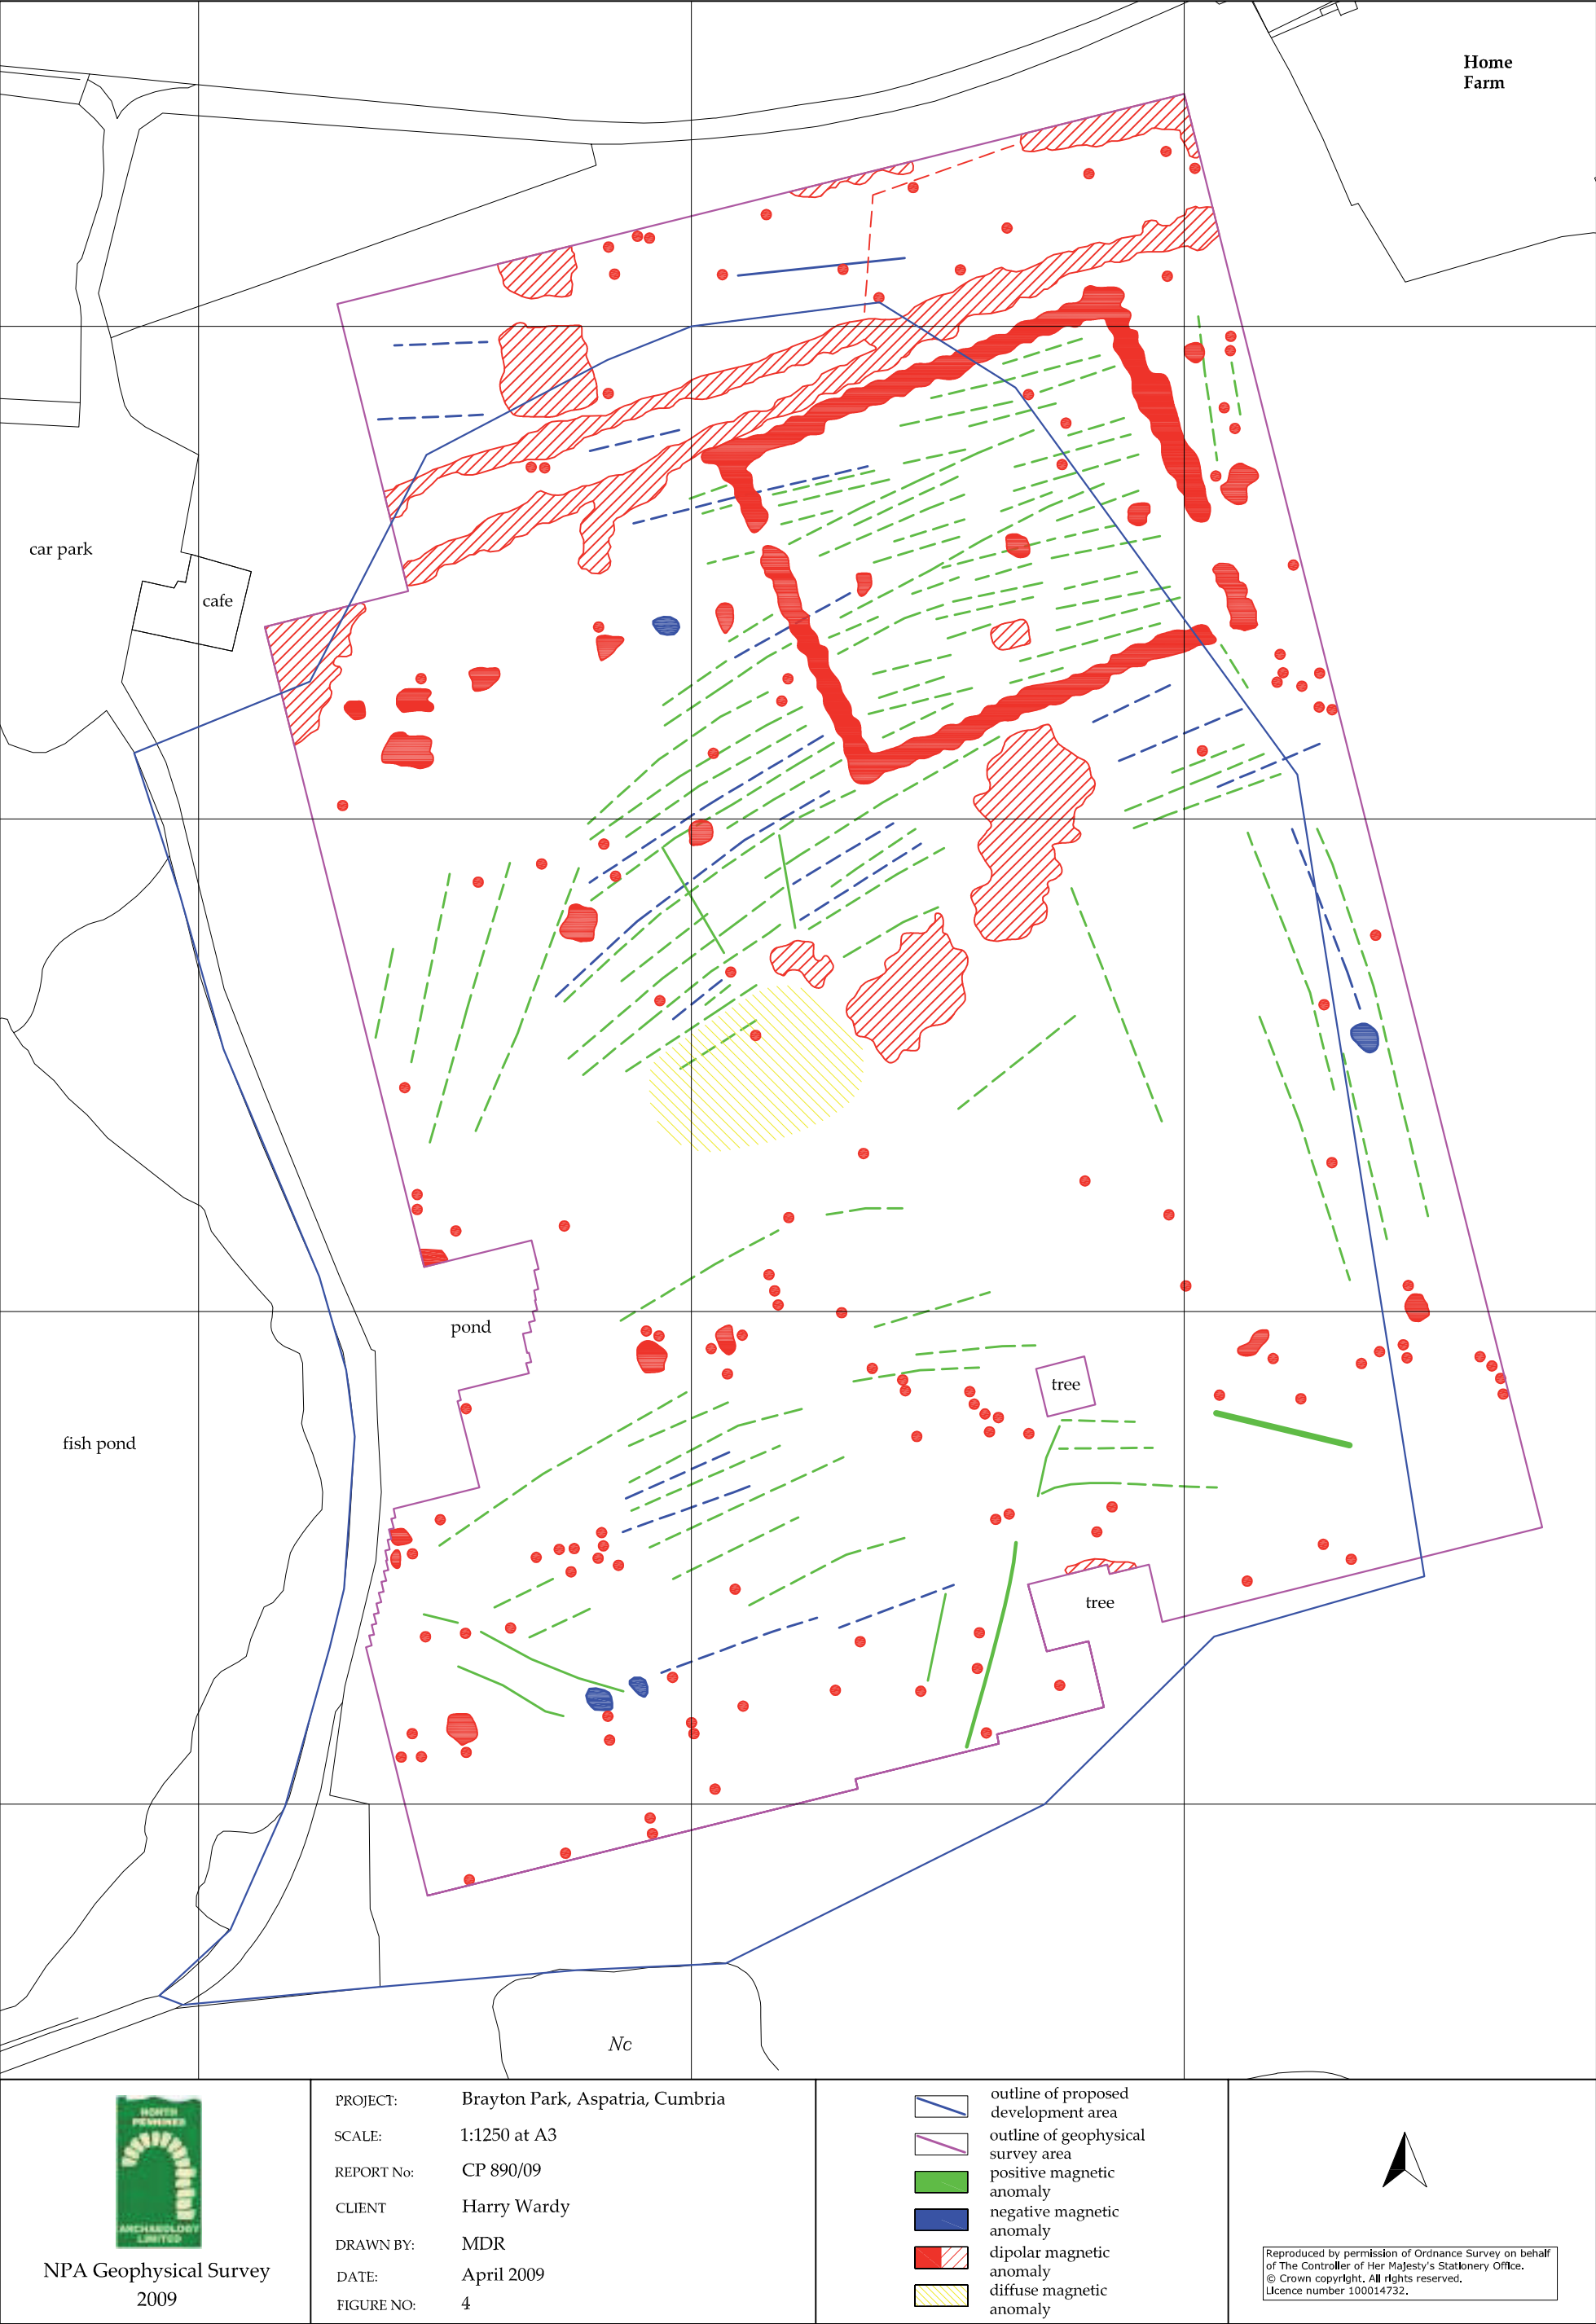 Home
Farm
car park
cafe
pond
tree
fish pond
tree
Nc
NORTH
PENNINES
ARCHAEOLOGY
LIMITED
NPA Geophysical Survey
2009
PROJECT: Brayton Park, Aspatria, Cumbria
SCALE: 1:1250 at A3
REPORT No: CP 890/09
CLIENT Harry Wardy
DRAWN BY: MDR
DATE: April 2009
FIGURE NO: 4
outline of proposed
development area
outline of geophysical
survey area
positive magnetic
anomaly
negative magnetic
anomaly
dipolar magnetic
anomaly
diffuse magnetic
anomaly
Reproduced by permission of Ordnance Survey on behalf
of The Controller of Her Majesty's Stationery Office.
© Crown copyright. All rights reserved.
Licence number 100014732.